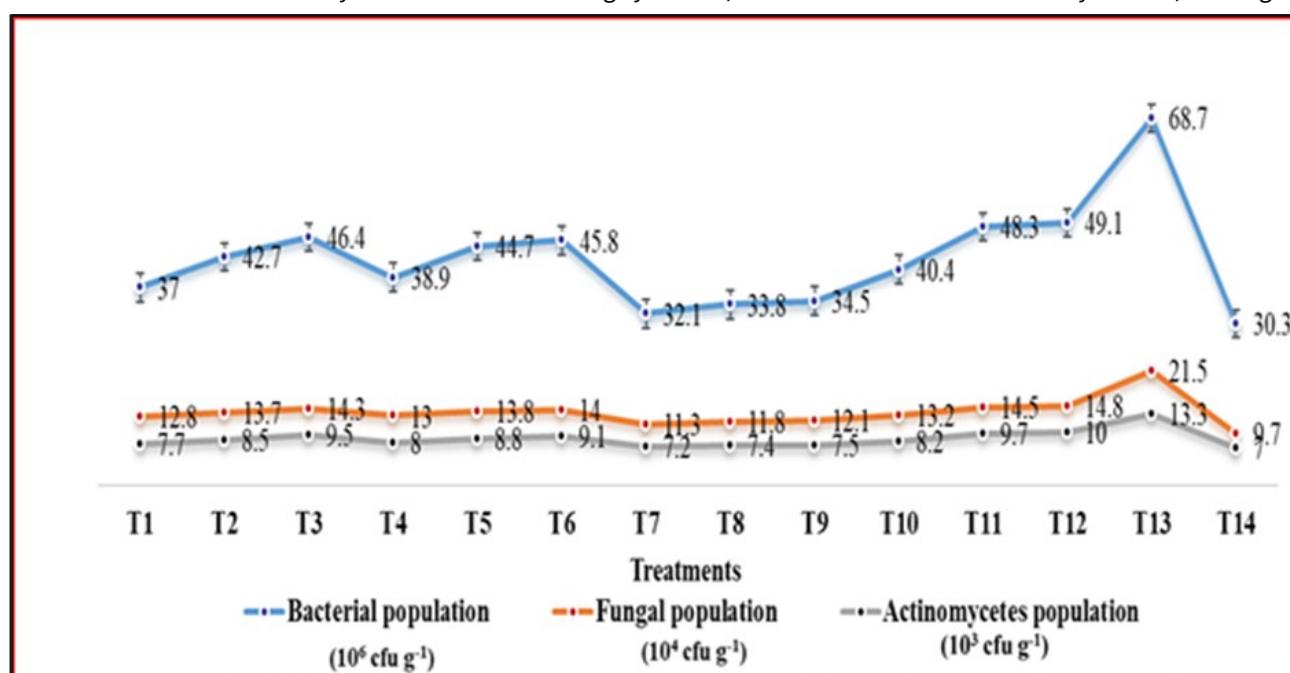 68.7
49.1
48.3
46.4
45.8
44.7
42.7
40.4
38.9
37
34.5
33.8
32.1
30.3
21.5
12.8 13.7 14.3 13 13.8 14 11.3 11.8 12.1 13.2 14.5 14.8 13.3 9.7
7.7 8.5 9.5 8 8.8 9.1 7.2 7.4 7.5 8.2 9.7 10 7
T1 T2 T3 T4 T5 T6 T7 T8 T9 T10 T11 T12 T13 T14
Treatments
Bacterial population Fungal population Actinomycetes population
(10⁶ cfu g⁻¹) (10⁴ cfu g⁻¹) (10³ cfu g⁻¹)